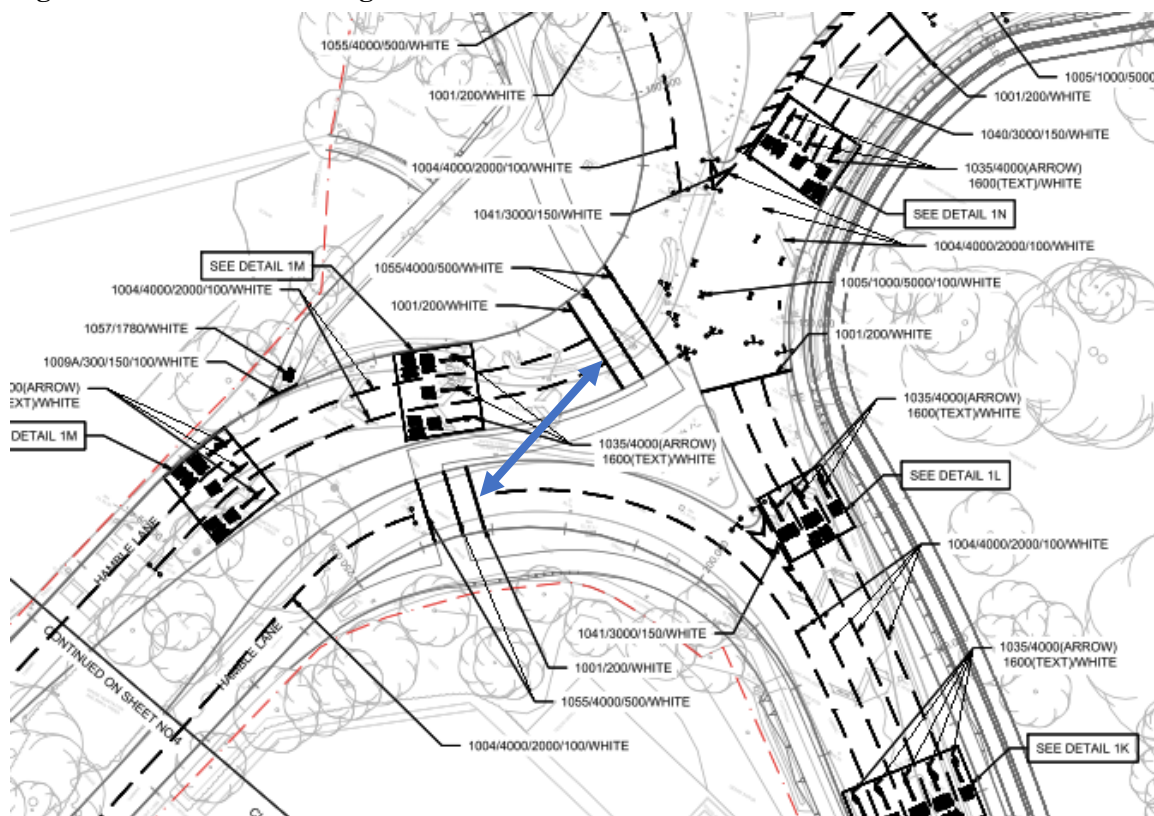 1055/4000/500/WHITE
1001/200/WHITE
1005/1000/5000
1001/200/WHITE
1040/3000/150/WHITE
1004/4000/2000/100/WHITE
1035/4000(ARROW)
1600(TEXT)/WHITE
1041/3000/150/WHITE
SEE DETAIL 1N
1004/4000/2000/100/WHITE
SEE DETAIL 1M
1055/4000/500/WHITE
1004/4000/2000/100/WHITE
1005/1000/5000/100/WHITE
1001/200/WHITE
1057/1780/WHITE
1001/200/WHITE
1009A/300/150/100/WHITE
00(ARROW)
TEXT)/WHITE
1035/4000(ARROW)
1600(TEXT)/WHITE
DETAIL 1M
1035/4000(ARROW)
1600(TEXT)/WHITE
SEE DETAIL 1L
1004/4000/2000/100/WHITE
HAMBLE LANE
1041/3000/150/WHITE
HAMBLE LANE
CONTINUED ON SHEET NO.4
1035/4000(ARROW)
1600(TEXT)/WHITE
1001/200/WHITE
1055/4000/500/WHITE
1004/4000/2000/100/WHITE
SEE DETAIL 1K